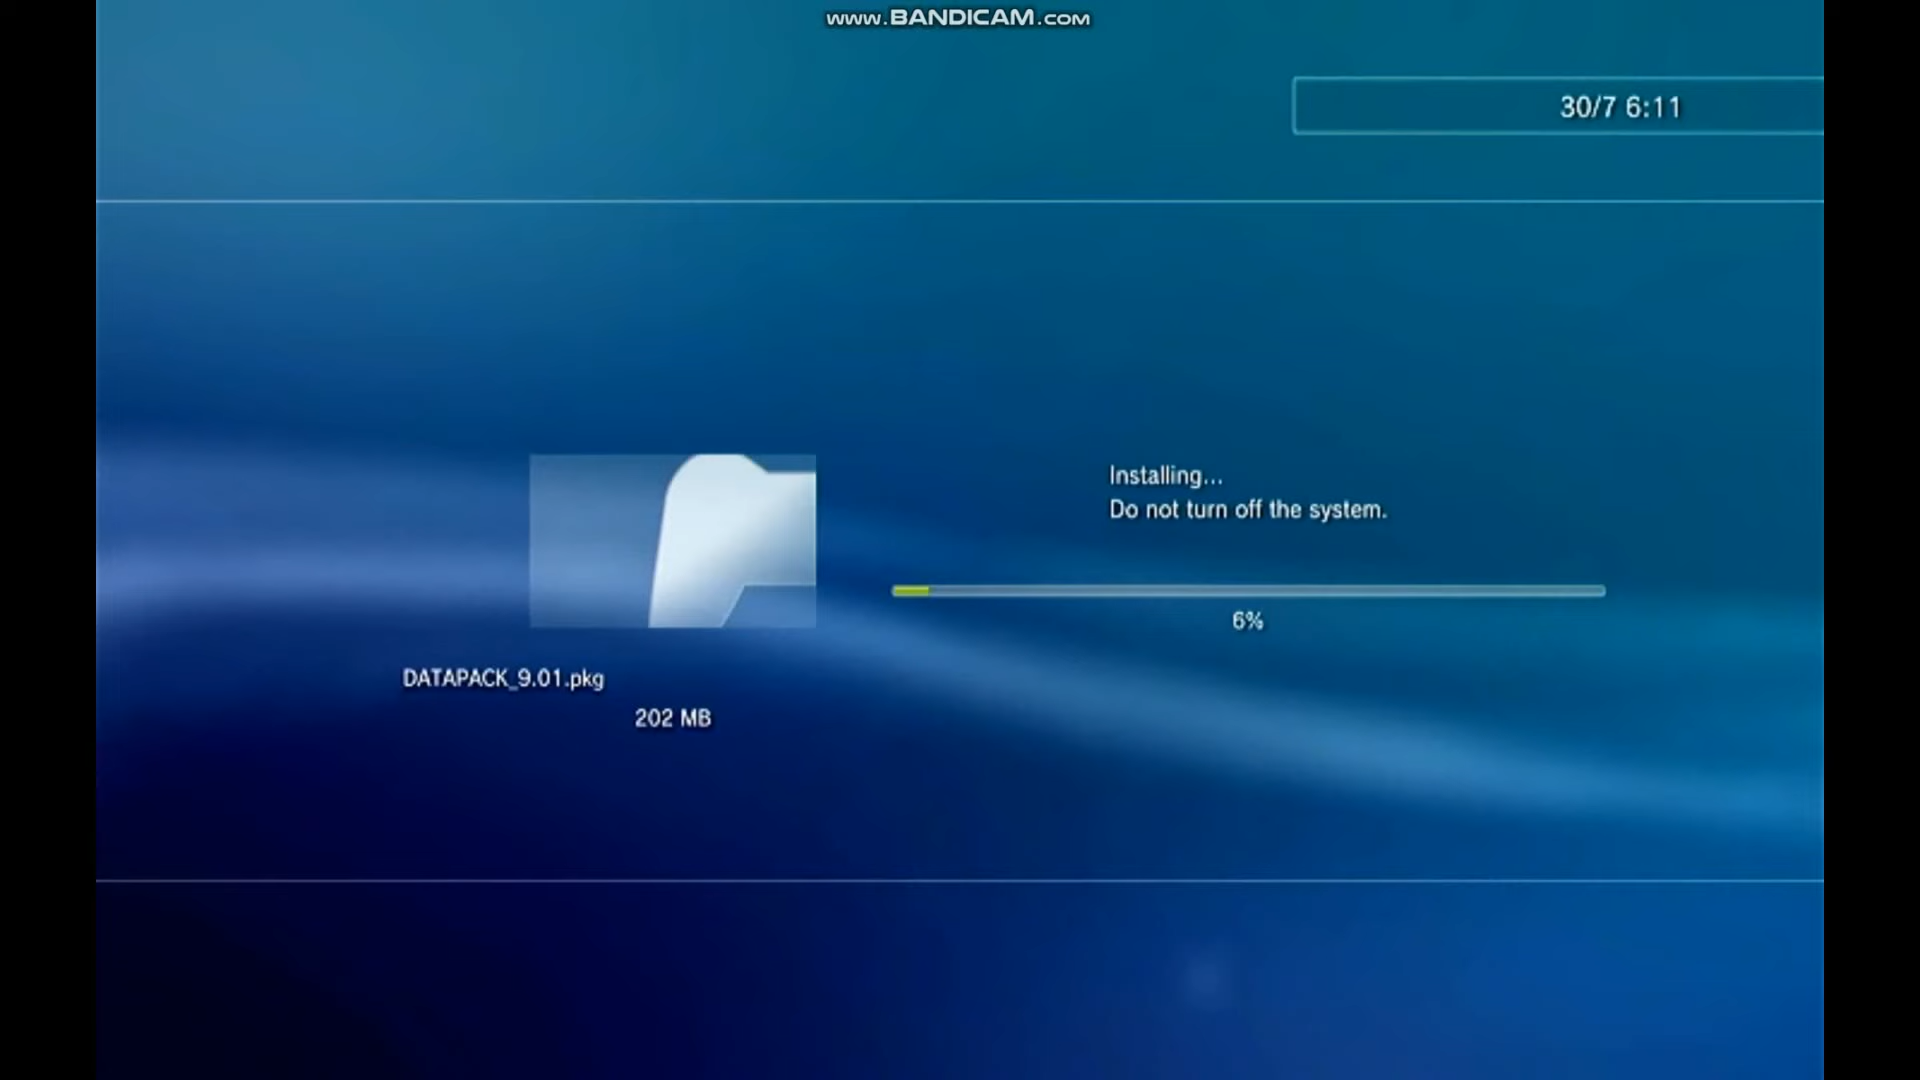 www.BANDICAM.com
30/7 6:11
Installing...
Do not turn off the system.
6%
DATAPACK_9.01.pkg
202 MB